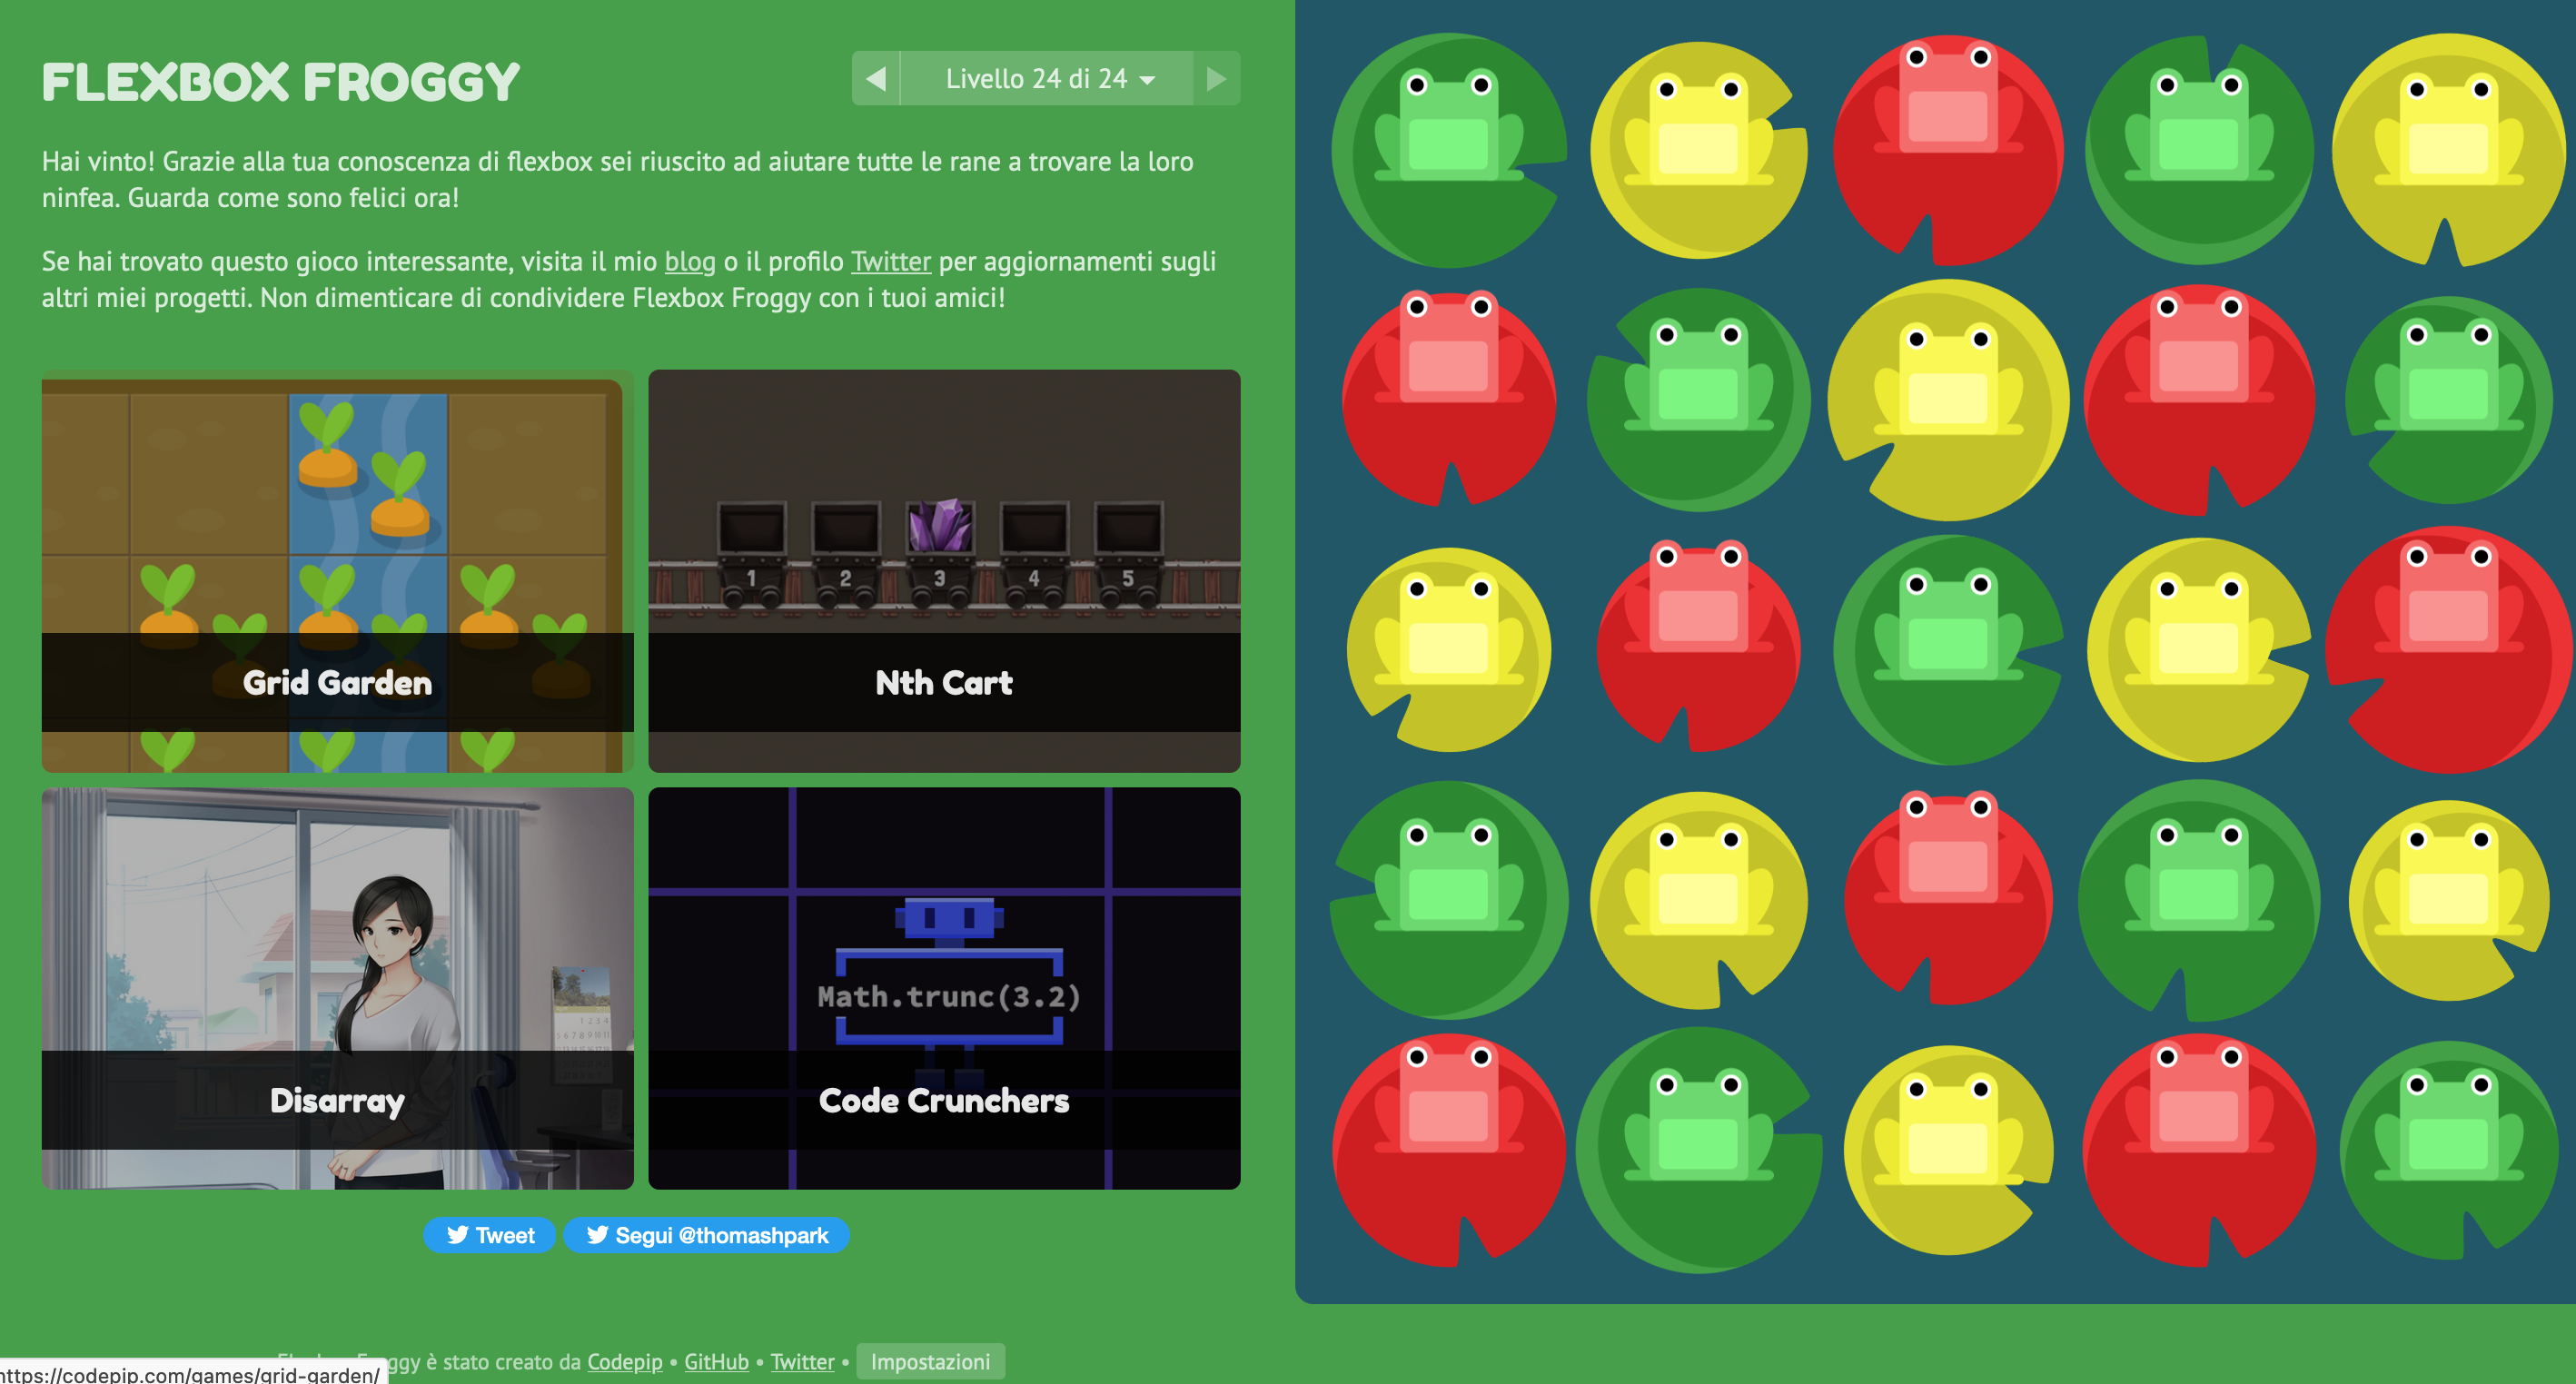 FLEXBOX FROGGY
Livello 24 di 24
Hai vinto! Grazie alla tua conoscenza di flexbox sei riuscito ad aiutare tutte le rane a trovare la loro
ninfea. Guarda come sono felici ora!
Se hai trovato questo gioco interessante, visita il mio blog o il profilo Twitter per aggiornamenti sugli
altri miei progetti. Non dimenticare di condividere Flexbox Froggy con i tuoi amici!
Grid Garden
1 2 3 4 5
Nth Cart
Disarray
Math.trunc(3.2)
Code Crunchers
Tweet
Segui @thomashpark
è stato creato da Codepip • GitHub • Twitter • Impostazioni
https://codepip.com/games/grid-garden/